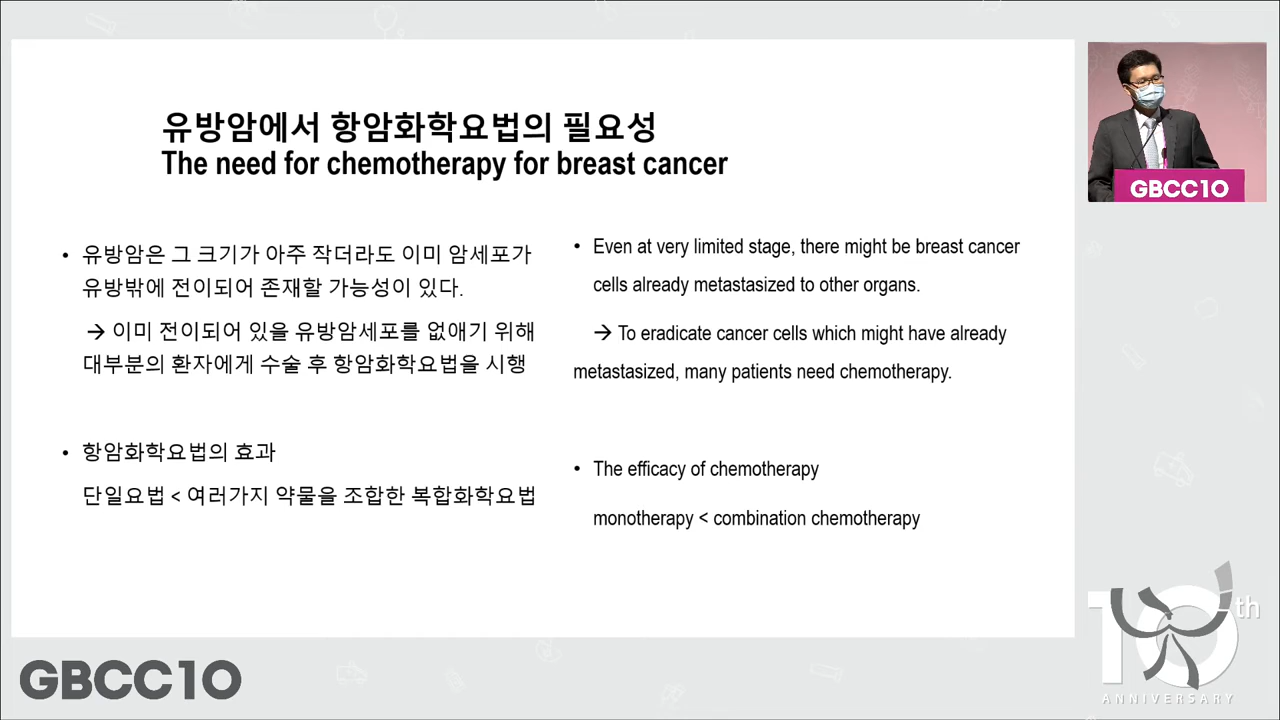 유방암에서 항암화학요법의 필요성
The need for chemotherapy for breast cancer
• 유방암은 그 크기가 아주 작더라도 이미 암세포가
유방밖에 전이되어 존재할 가능성이 있다.
→ 이미 전이되어 있을 유방암세포를 없애기 위해
대부분의 환자에게 수술 후 항암화학요법을 시행
• 항암화학요법의 효과
단일요법 < 여러가지 약물을 조합한 복합화학요법
• Even at very limited stage, there might be breast cancer
cells already metastasized to other organs.
→ To eradicate cancer cells which might have already
metastasized, many patients need chemotherapy.
• The efficacy of chemotherapy
monotherapy < combination chemotherapy
GBCC10
GBCC10
10th
ANNIVERSARY